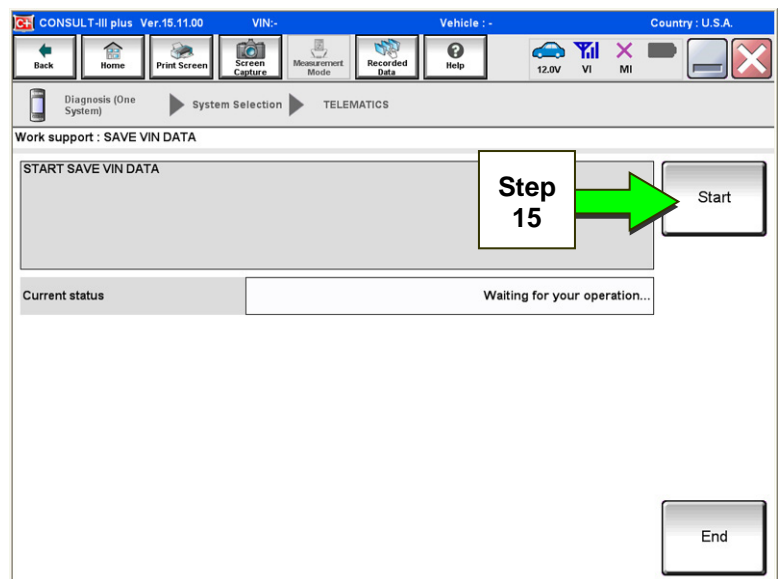 C+ CONSULT-III plus Ver.15.11.00 VIN:- Vehicle : - Country : U.S.A.
Back
Home
Print Screen
Screen Capture
Measurement Mode
Recorded Data
Help
12.0V
VI
MI
Diagnosis (One System)
System Selection
TELEMATICS
Work support : SAVE VIN DATA
START SAVE VIN DATA
Step
15
Start
Current status
Waiting for your operation...
End